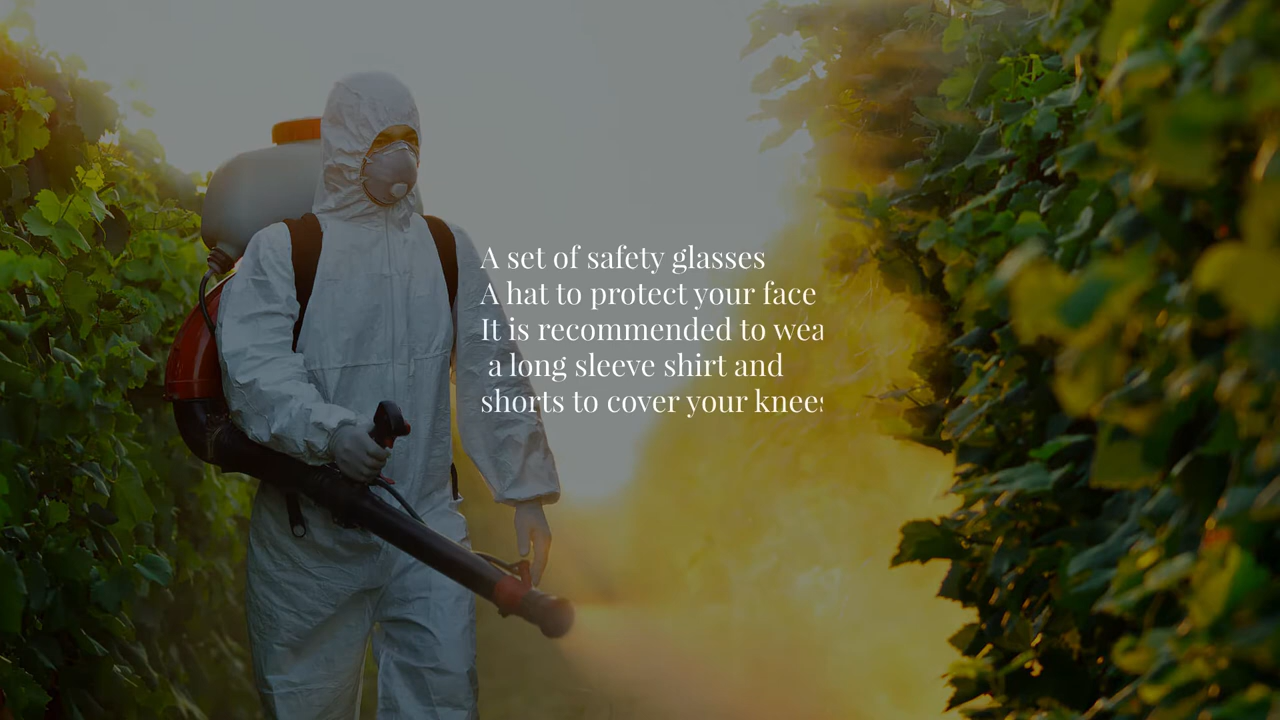 A set of safety glasses
A hat to protect your face
It is recommended to wea
a long sleeve shirt and
shorts to cover your knees